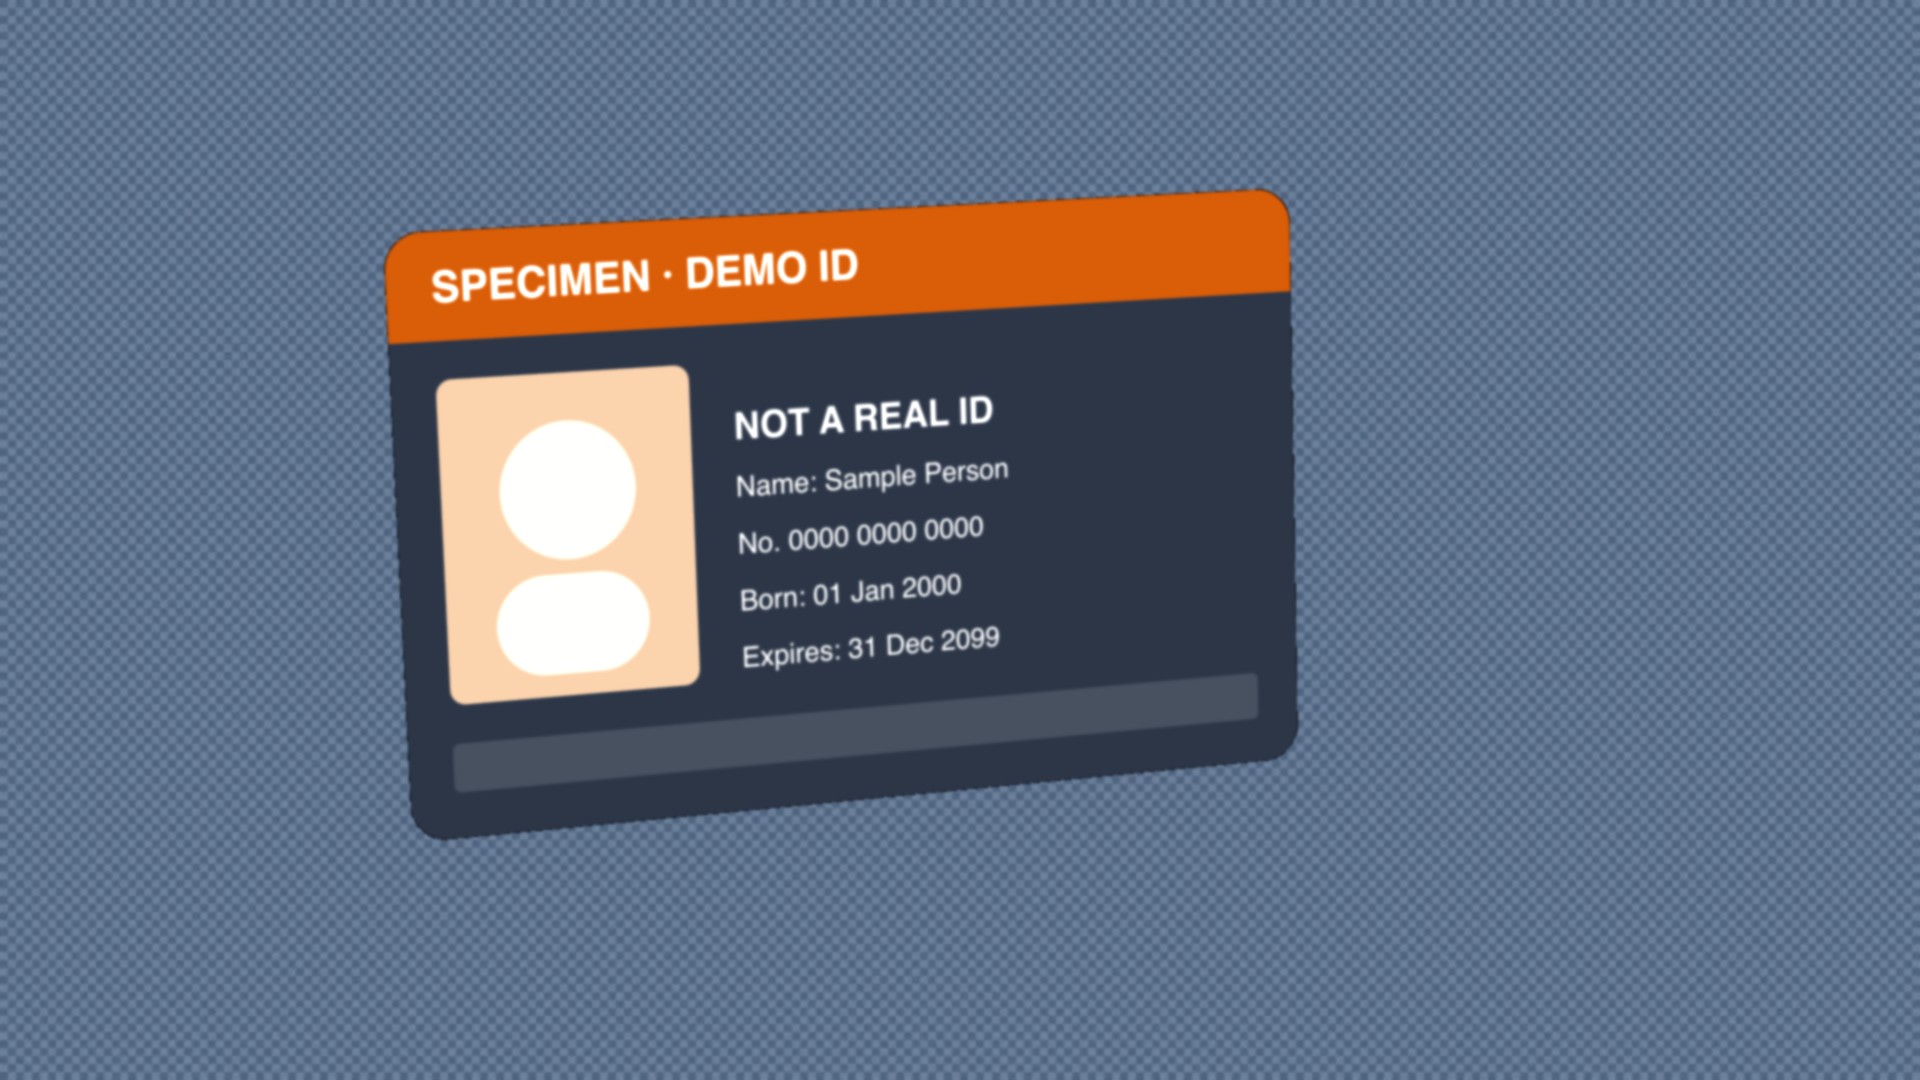 SPECIMEN · DEMO ID
NOT A REAL ID
Name: Sample Person
No. 0000 0000 0000
Born: 01 Jan 2000
Expires: 31 Dec 2099